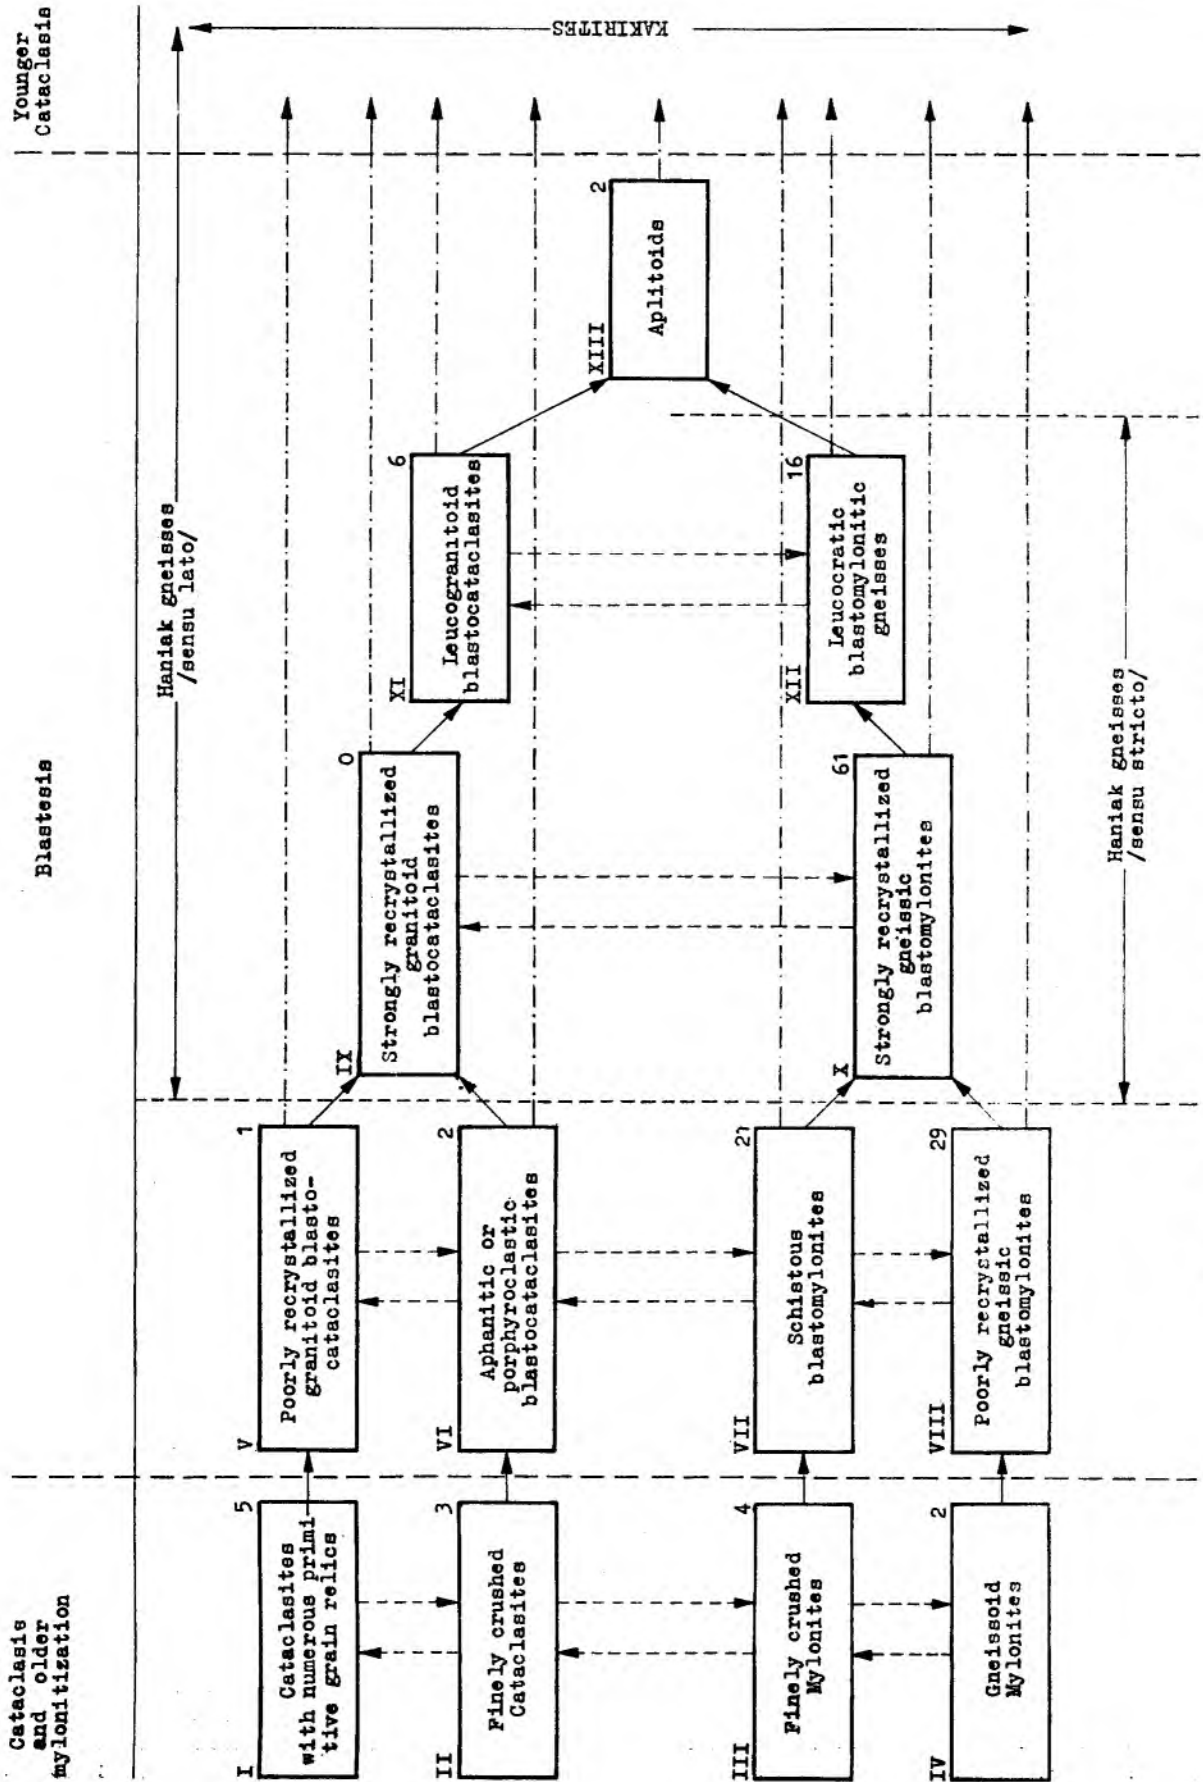 Cataclasis
and older
mylonitization
Blastesis
Younger
Cataclasis
Haniak gneisses
/sensu lato/
KAKIRITES
I
5
Cataclasites
with numerous primi-
tive grain relics
V
1
Poorly recrystallized
granitoid blasto-
cataclasites
IX
0
Strongly recrystallized
granitoid
blastocataclasites
XI
6
Leucogranitoid
blastocataclasites
II
3
Finely crushed
Cataclasites
VI
2
Aphanitic or
porphyroclastic
blastocataclasites
XIII
2
Aplitoids
III
4
Finely crushed
Mylonites
VII
27
Schistous
blastomylonites
X
61
Strongly recrystallized
gneissic
blastomylonites
XII
16
Leucocratic
blastomylonitic
gneisses
IV
2
Gneissoid
Mylonites
VIII
29
Poorly recrystallized
gneissic
blastomylonites
Haniak gneisses
/sensu stricto/